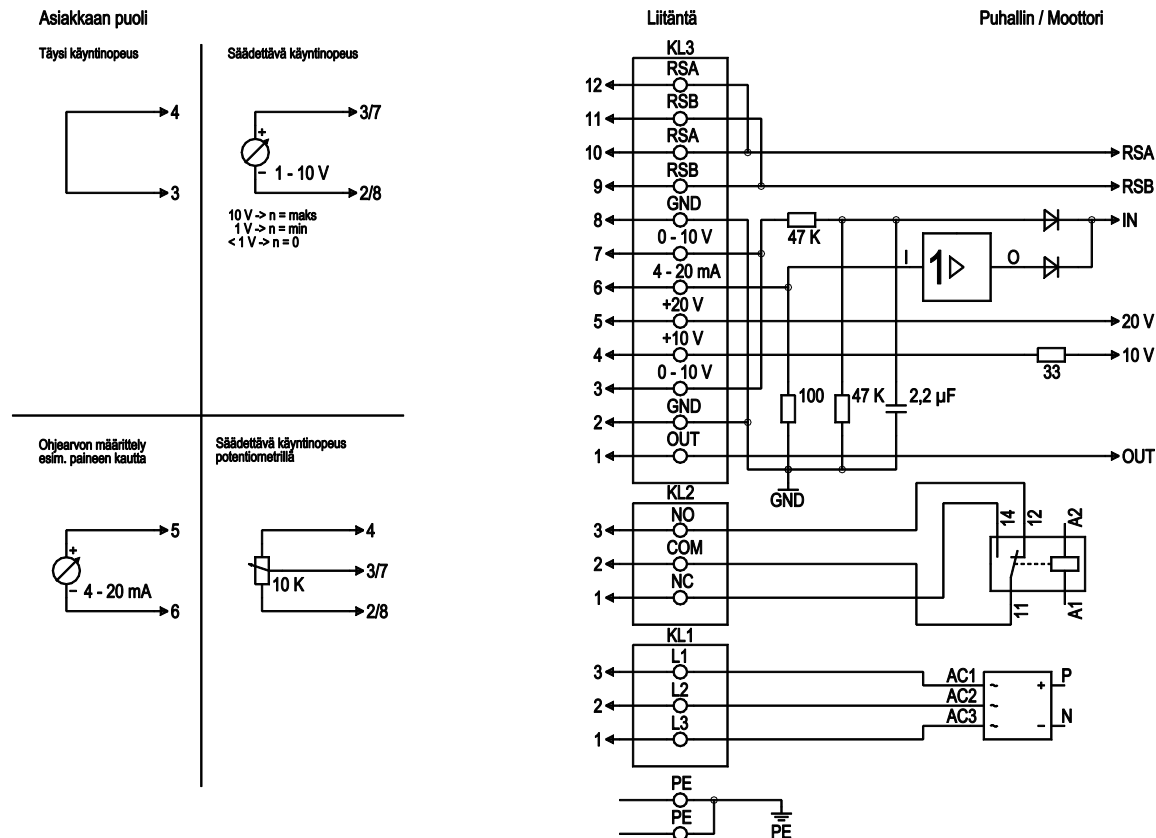 Asiakkaan puoli
Täysi käyntinopeus
4
3
Säädettävä käyntinopeus
3/7
+
− 1 - 10 V
2/8
10 V -> n = maks
1 V -> n = min
< 1 V -> n = 0
Ohjearvon määrittely
esim. paineen kautta
5
+
− 4 - 20 mA
6
Säädettävä käyntinopeus
potentiometrillä
4
3/7
10 K
2/8
Liitäntä
Puhallin / Moottori
KL3
12 RSA
11 RSB
10 RSA
RSA
9 RSB
RSB
8 GND
47 K
IN
7 0 - 10 V
I 1 O
6 4 - 20 mA
5 +20 V
20 V
4 +10 V
33
10 V
3 0 - 10 V
100
47 K
2,2 µF
2 GND
1 OUT
OUT
GND
KL2
3 NO
2 COM
1 NC
14
12
A2
11
A1
KL1
3 L1
2 L2
1 L3
AC1 ~ + P
AC2 ~
AC3 ~ − N
PE
PE
PE